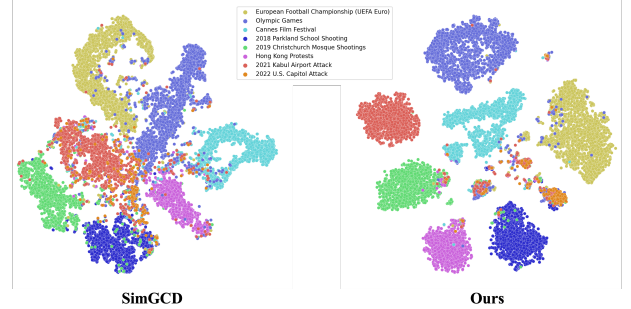 European Football Championship (UEFA Euro)
Olympic Games
Cannes Film Festival
2018 Parkland School Shooting
2019 Christchurch Mosque Shootings
Hong Kong Protests
2021 Kabul Airport Attack
2022 U.S. Capitol Attack
SimGCD
Ours